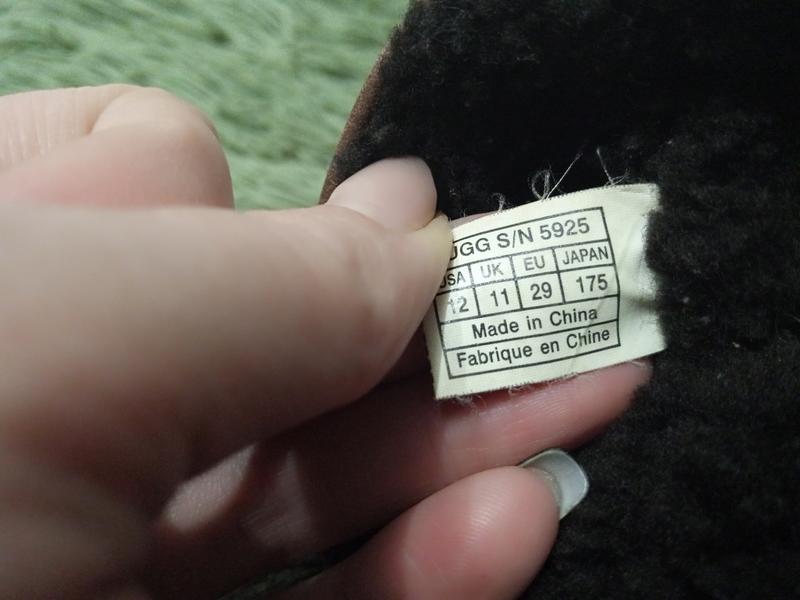 UGG S/N 5925
USA UK EU JAPAN
12 11 29 175
Made in China
Fabrique en Chine